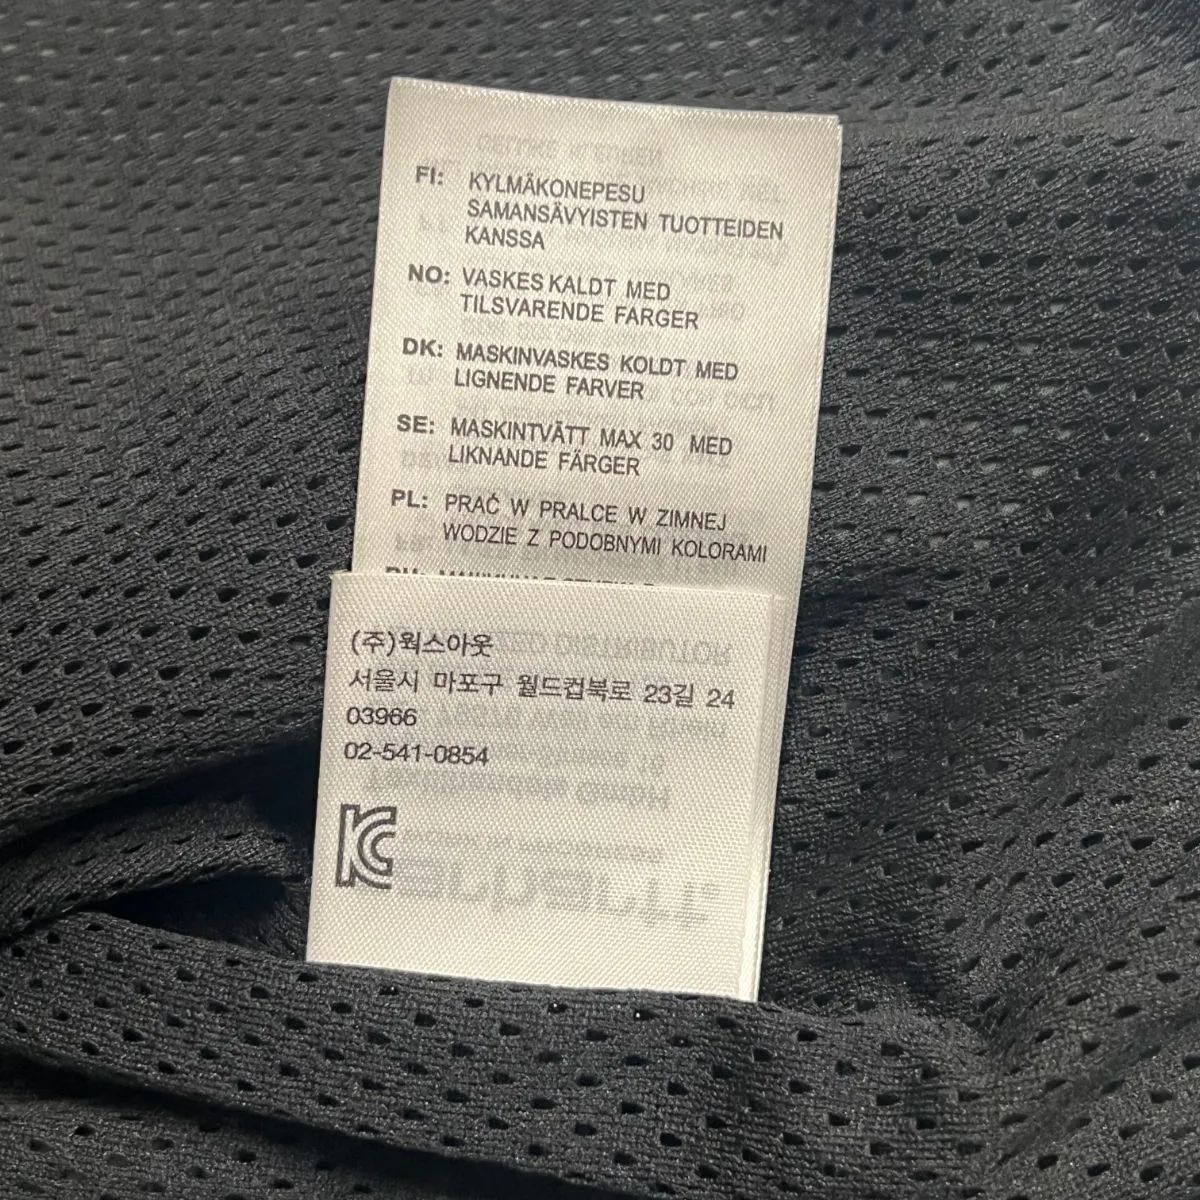 FI: KYLMÄKONEPESU
SAMANSÄVYISTEN TUOTTEIDEN
KANSSA
NO: VASKES KALDT MED
TILSVARENDE FARGER
DK: MASKINVASKES KOLDT MED
LIGNENDE FARVER
SE: MASKINTVÄTT MAX 30 MED
LIKNANDE FÄRGER
PL: PRAĆ W PRALCE W ZIMNEJ
WODZIE Z PODOBNYMI KOLORAMI
(주)웍스아웃
서울시 마포구 월드컵북로 23길 24
03966
02-541-0854
KC